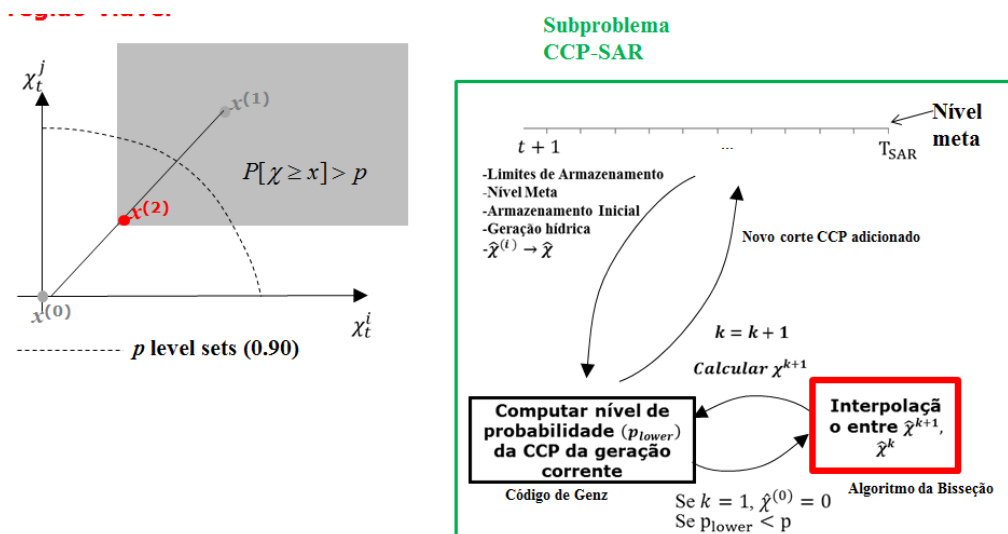 região viável
χ_t^j
x^(1)
P[χ ≥ x] > p
x^(2)
x^(0)
χ_t^i
p level sets (0.90)
Subproblema
CCP-SAR
Nível
meta
t + 1
...
T_SAR
-Limites de Armazenamento
-Nível Meta
-Armazenamento Inicial
-Geração hídrica
-χ̂^(i) → χ̂
Novo corte CCP adicionado
k = k + 1
Calcular χ^k+1
Computar nível de
probabilidade (p_lower)
da CCP da geração
corrente
Código de Genz
Interpolaçã
o entre χ̂^k+1,
χ̂^k
Algoritmo da Bisseção
Se k = 1, χ̂^(0) = 0
Se p_lower < p